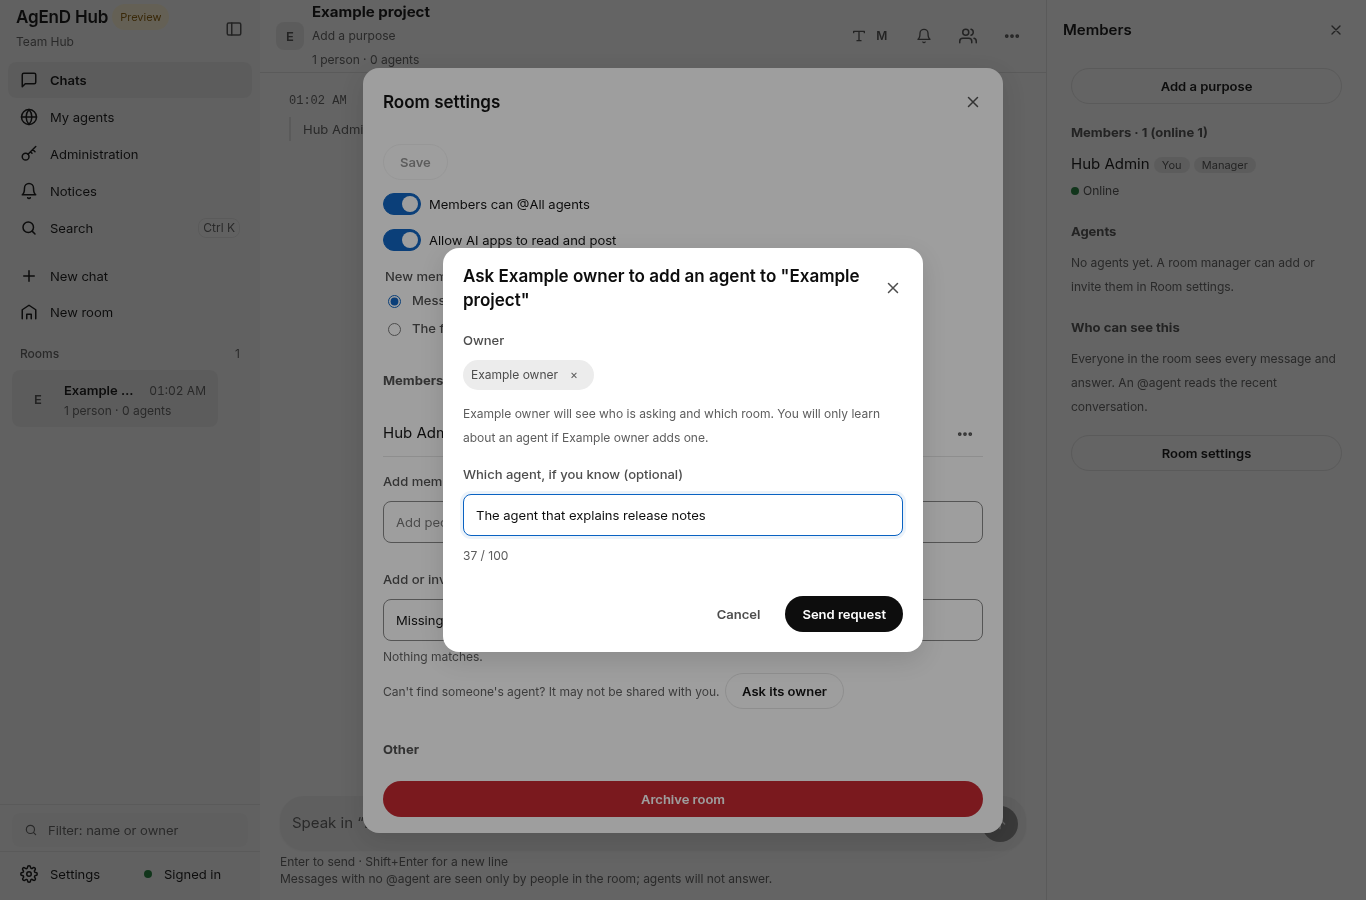 AgEnD Hub
Preview
Team Hub
Chats
My agents
Administration
Notices
Search
Ctrl K
New chat
New room
Rooms
1
E
Example ...
01:02 AM
1 person · 0 agents
Filter: name or owner
Settings
Signed in
E
Example project
Add a purpose
1 person · 0 agents
M
01:02 AM
Hub Admi
Room settings
Save
Members can @All agents
Allow AI apps to read and post
New mem
Mess
The f
Members
Hub Adm
Add mem
Add peo
Add or inv
Missing
Nothing matches.
Can't find someone's agent? It may not be shared with you.
Ask its owner
Other
Archive room
Ask Example owner to add an agent to "Example
project"
Owner
Example owner ×
Example owner will see who is asking and which room. You will only learn
about an agent if Example owner adds one.
Which agent, if you know (optional)
The agent that explains release notes
37 / 100
Cancel
Send request
Speak in "
Enter to send · Shift+Enter for a new line
Messages with no @agent are seen only by people in the room; agents will not answer.
Members
Add a purpose
Members · 1 (online 1)
Hub Admin
You
Manager
Online
Agents
No agents yet. A room manager can add or
invite them in Room settings.
Who can see this
Everyone in the room sees every message and
answer. An @agent reads the recent
conversation.
Room settings